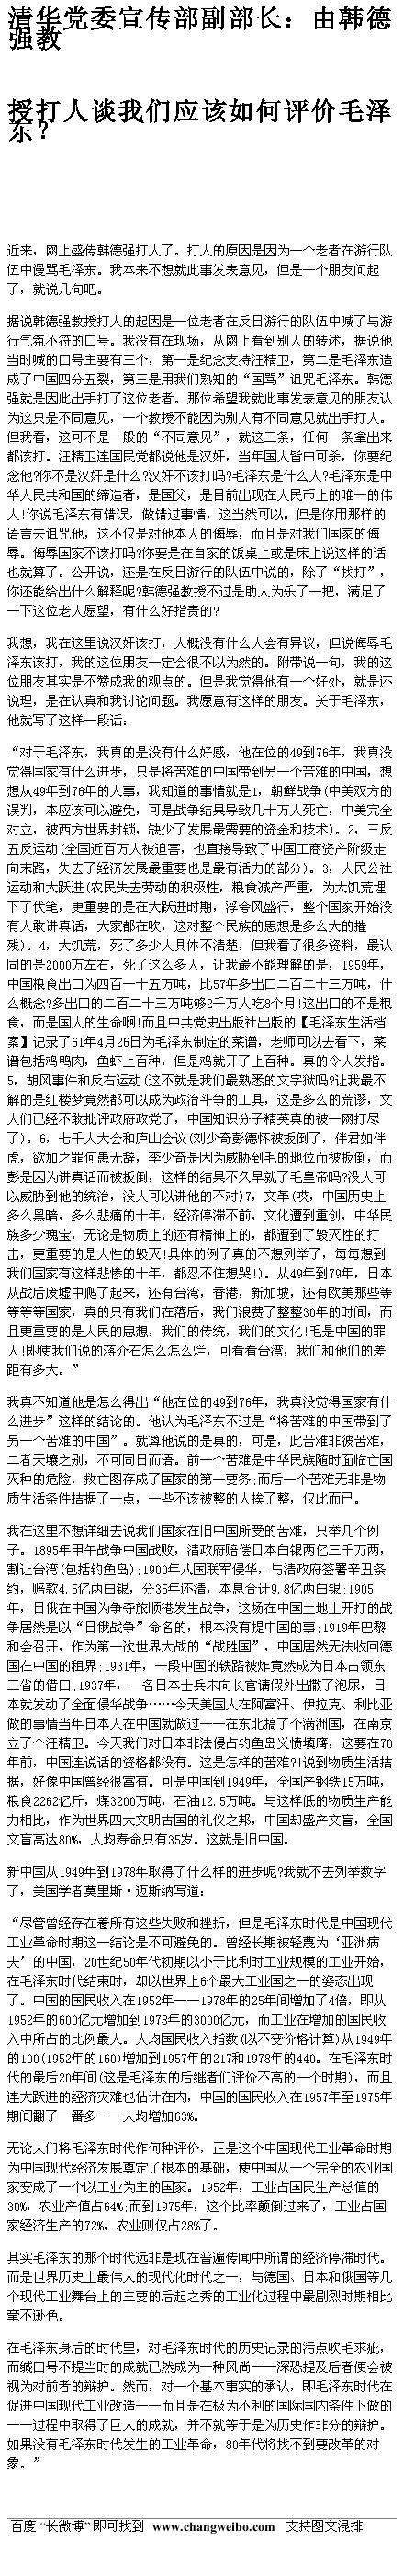 清华党委宣传部副部长：由韩德
强教
授打人谈我们应该如何评价毛泽
东？
近来，网上盛传韩德强打人了。打人的原因是因为一个老者在游行队
伍中谩骂毛泽东。我本来不想就此事发表意见，但是一个朋友问起
了，就说几句吧。
据说韩德强教授打人的起因是一位老者在反日游行的队伍中喊了与游
行气氛不符的口号。我没有在现场，从网上看到别人的转述，据说他
当时喊的口号主要有三个，第一是纪念支持汪精卫，第二是毛泽东造
成了中国四分五裂，第三是用我们熟知的“国骂”诅咒毛泽东。韩德
强就是因此出手打了这位老者。那位希望我就此事发表意见的朋友认
为这只是不同意见，一个教授不能因为别人有不同意见就出手打人。
但我看，这可不是一般的“不同意见”，就这三条，任何一条拿出来
都该打。汪精卫连国民党都说他是汉奸，当年国人皆曰可杀，你要纪
念他?你不是汉奸是什么?汉奸不该打吗?毛泽东是什么人?毛泽东是中
华人民共和国的缔造者，是国父，是目前出现在人民币上的唯一的伟
人!你说毛泽东有错误，做错过事情，这当然可以。但是你用那样的
语言去诅咒他，这不仅是对他本人的侮辱，而且是对我们国家的侮
辱。侮辱国家不该打吗?你要是在自家的饭桌上或是床上说这样的话
也就算了。公开说，还是在反日游行的队伍中说的，除了“找打”，
你还能给出什么解释呢?韩德强教授不过是助人为乐了一把，满足了
一下这位老人愿望，有什么好指责的?
我想，我在这里说汉奸该打，大概没有什么人会有异议，但说侮辱毛
泽东该打，我的这位朋友一定会很不以为然的。附带说一句，我的这
位朋友其实是不赞成我的观点的。但是我觉得他有一个好处，就是还
说理，是在认真和我讨论问题。我愿意有这样的朋友。关于毛泽东，
他就写了这样一段话：
“对于毛泽东，我真的是没有什么好感，他在位的49到76年，我真没
觉得国家有什么进步，只是将苦难的中国带到另一个苦难的中国，想
想从49年到76年的大事，我知道的事情就是1，朝鲜战争(中美双方的
误判，本应该可以避免，可是战争结果导致几十万人死亡，中美完全
对立，被西方世界封锁，缺少了发展最需要的资金和技术)。2，三反
五反运动(全国近百万人被迫害，也直接导致了中国工商资产阶级走
向末路，失去了经济发展最重要也是最有活力的部分)。3，人民公社
运动和大跃进(农民失去劳动的积极性，粮食减产严重，为大饥荒埋
下了伏笔，更重要的是在大跃进时期，浮夸风盛行，整个国家开始没
有人敢讲真话，大家都在吹，这对整个民族的思想是多么大的摧
残)。4，大饥荒，死了多少人具体不清楚，但我看了很多资料，最认
同的是2000万左右，死了这么多人，让我最不能理解的是，1959年，
中国粮食出口为四百一十五万吨，比57年多出口二百二十三万吨，什
么概念?多出口的二百二十三万吨够2千万人吃8个月!这出口的不是粮
食，而是国人的生命啊!而且中共党史出版社出版的【毛泽东生活档
案】记录了61年4月26日为毛泽东制定的菜谱，老师可以去看下，菜
谱包括鸡鸭肉，鱼虾上百种，但是鸡就开了上百种。真的令人发指。
5，胡风事件和反右运动(这不就是我们最熟悉的文字狱吗?让我最不
解的是红楼梦竟然都可以成为政治斗争的工具，这是多么的荒谬，文
人们已经不敢批评政府政党了，中国知识分子精英真的被一网打尽
了)。6，七千人大会和庐山会议(刘少奇彭德怀被扳倒了，伴君如伴
虎，欲加之罪何患无辞，李少奇是因为威胁到毛的地位而被扳倒，而
彭是因为讲真话而被扳倒，这样的结果不久早就了毛皇帝吗?没人可
以威胁到他的统治，没人可以讲他的不对)7，文革(哎，中国历史上
多么黑暗，多么悲痛的十年，经济停滞不前，文化遭到重创，中华民
族多少瑰宝，无论是物质上的还有精神上的，都遭到了毁灭性的打
击，更重要的是人性的毁灭!具体的例子真的不想列举了，每每想到
我们国家有这样悲惨的十年，都忍不住想哭!)。从49年到79年，日本
从战后废墟中爬了起来，还有台湾，香港，新加坡，还有欧美那些等
等等等国家，真的只有我们在落后，我们浪费了整整30年的时间，而
且更重要的是人民的思想，我们的传统，我们的文化!毛是中国的罪
人!即使我们说的蒋介石怎么怎么烂，可看看台湾，我们和他们的差
距有多大。”
我真不知道他是怎么得出“他在位的49到76年，我真没觉得国家有什
么进步”这样的结论的。他认为毛泽东不过是“将苦难的中国带到了
另一个苦难的中国”。就算他说的是真的，可是，此苦难非彼苦难，
二者天壤之别，不可同日而语。前一个苦难是中华民族随时面临亡国
灭种的危险，救亡图存成了国家的第一要务;而后一个苦难无非是物
质生活条件拮据了一点，一些不该被整的人挨了整，仅此而已。
我在这里不想详细去说我们国家在旧中国所受的苦难，只举几个例
子。1895年甲午战争中国战败，清政府赔偿日本白银两亿三千万两，
割让台湾(包括钓鱼岛);1900年八国联军侵华，与清政府签署辛丑条
约，赔款4.5亿两白银，分35年还清，本息合计9.8亿两白银;1905
年，日俄在中国为争夺旅顺港发生战争，这场在中国土地上开打的战
争居然是以“日俄战争”命名的，根本没有提中国的事;1919年巴黎
和会召开，作为第一次世界大战的“战胜国”，中国居然无法收回德
国在中国的租界;1931年，一段中国的铁路被炸竟然成为日本占领东
三省的借口;1937年，一名日本士兵未向长官请假外出撒了泡尿，日
本就发动了全面侵华战争……今天美国人在阿富汗、伊拉克、利比亚
做的事情当年日本人在中国就做过——在东北搞了个满洲国，在南京
立了个汪精卫。今天我们对日本非法侵占钓鱼岛义愤填膺，这要在70
年前，中国连说话的资格都没有。这是怎样的苦难?!说到物质生活拮
据，好像中国曾经很富有。可是中国到1949年，全国产钢铁15万吨，
粮食2262亿斤，煤3200万吨，石油12.5万吨。与这样低的物质生产能
力相比，作为世界四大文明古国的礼仪之邦，中国却盛产文盲，全国
文盲高达80%，人均寿命只有35岁。这就是旧中国。
新中国从1949年到1978年取得了什么样的进步呢?我就不去列举数字
了，美国学者莫里斯·迈斯纳写道：
“尽管曾经存在着所有这些失败和挫折，但是毛泽东时代是中国现代
工业革命时期这一结论是不可避免的。曾经长期被轻蔑为‘亚洲病
夫’的中国，20世纪50年代初期以小于比利时工业规模的工业开始，
在毛泽东时代结束时，却以世界上6个最大工业国之一的姿态出现
了。中国的国民收入在1952年——1978年的25年间增加了4倍，即从
1952年的600亿元增加到1978年的3000亿元，而工业在增加的国民收
入中所占的比例最大。人均国民收入指数(以不变价格计算)从1949年
的100(1952年的160)增加到1957年的217和1978年的440。在毛泽东时
代的最后20年间(这是毛泽东的后继者们评价不高的一个时期)，而且
连大跃进的经济灾难也估计在内，中国的国民收入在1957年至1975年
期间翻了一番多——人均增加63%。
无论人们将毛泽东时代作何种评价，正是这个中国现代工业革命时期
为中国现代经济发展奠定了根本的基础，使中国从一个完全的农业国
家变成了一个以工业为主的国家。1952年，工业占国民生产总值的
30%，农业产值占64%;而到1975年，这个比率颠倒过来了，工业占国
家经济生产的72%，农业则仅占28%了。
其实毛泽东的那个时代远非是现在普遍传闻中所谓的经济停滞时代。
而是世界历史上最伟大的现代化时代之一，与德国、日本和俄国等几
个现代工业舞台上的主要的后起之秀的工业化过程中最剧烈时期相比
毫不逊色。
在毛泽东身后的时代里，对毛泽东时代的历史记录的污点吹毛求疵，
而缄口号不提当时的成就已然成为一种风尚——深恐提及后者便会被
视为对前者的辩护。然而，对一个基本事实的承认，即毛泽东时代在
促进中国现代工业改造——而且是在极为不利的国际国内条件下做的
——过程中取得了巨大的成就，并不就等于是为历史作非分的辩护。
如果没有毛泽东时代发生的工业革命，80年代将找不到要改革的对
象。”
百度 “长微博” 即可找到 www.changweibo.com 支持图文混排